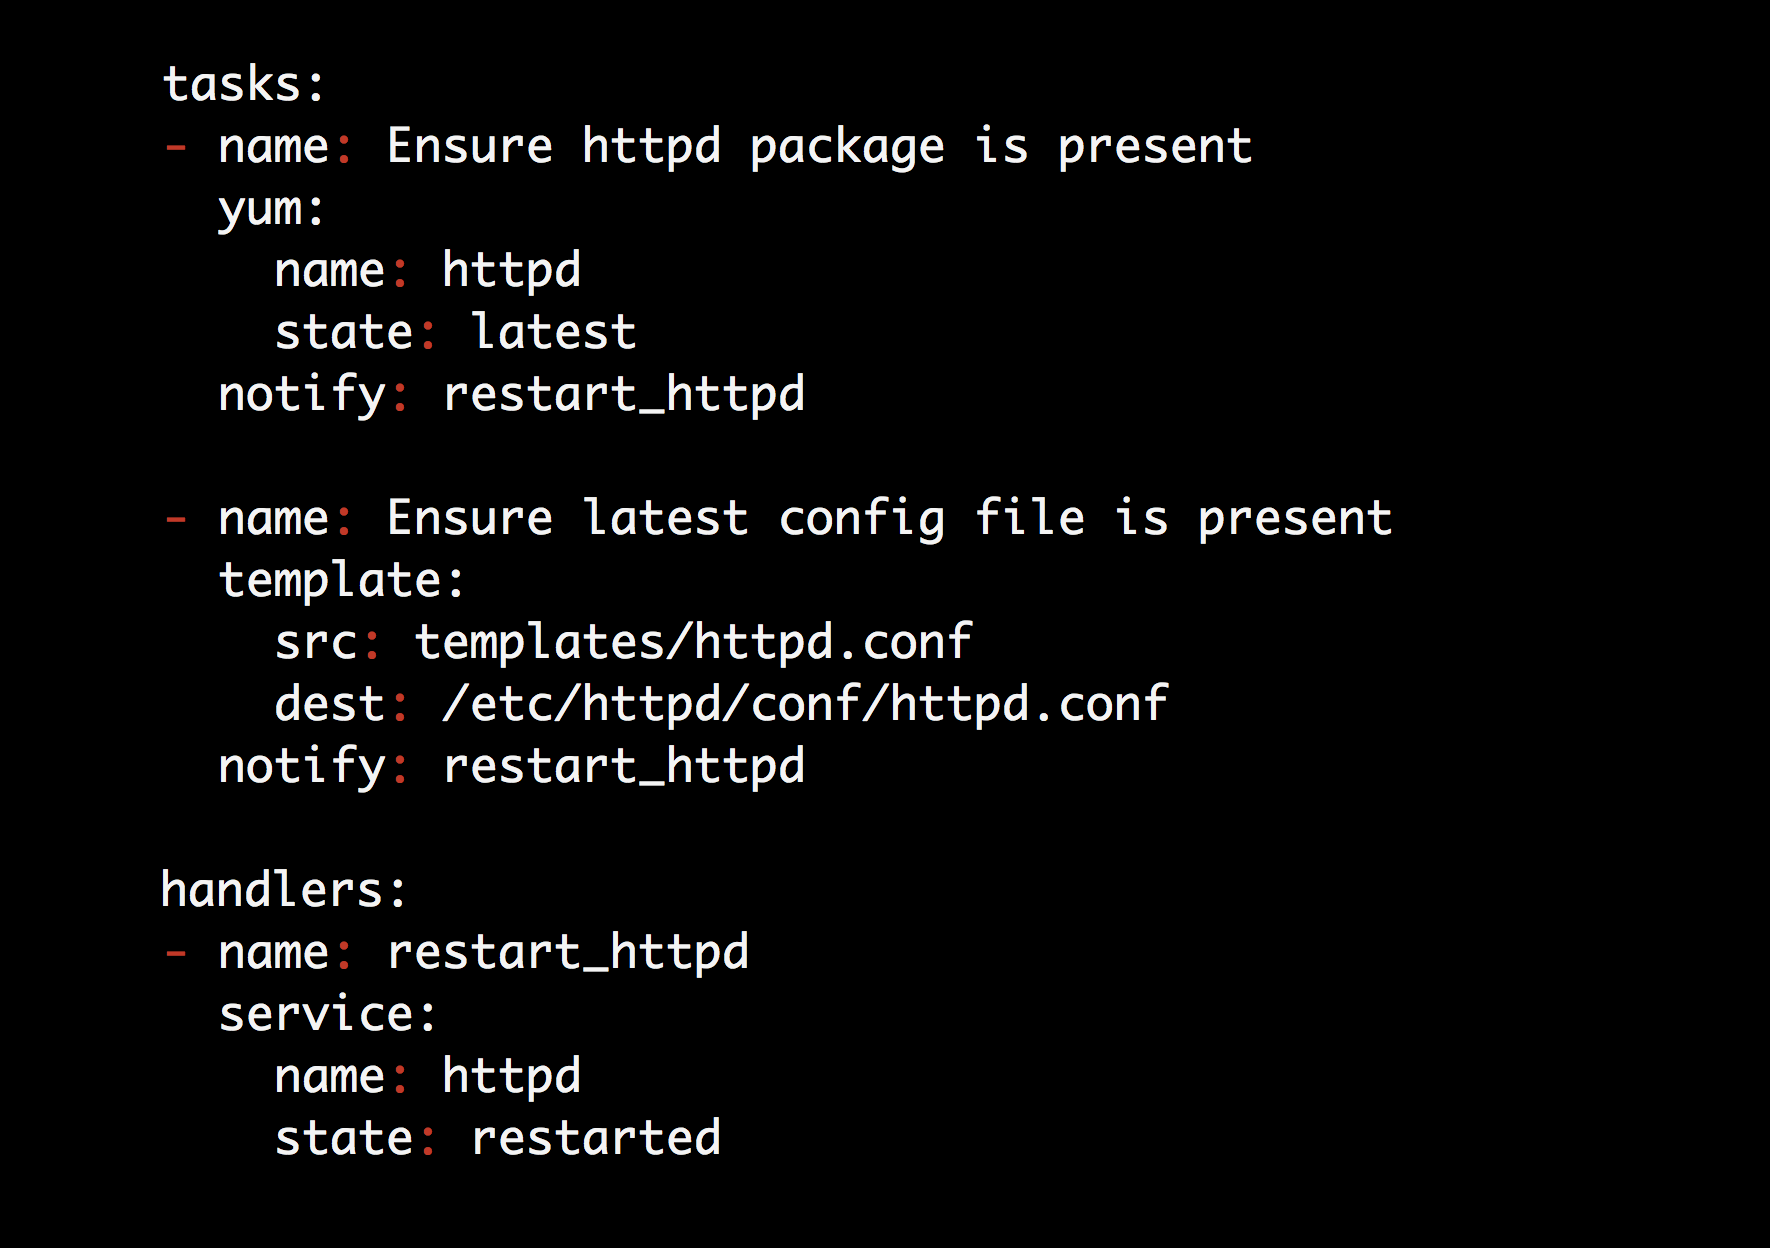 tasks:
- name: Ensure httpd package is present
  yum:
    name: httpd
    state: latest
  notify: restart_httpd

- name: Ensure latest config file is present
  template:
    src: templates/httpd.conf
    dest: /etc/httpd/conf/httpd.conf
  notify: restart_httpd

handlers:
- name: restart_httpd
  service:
    name: httpd
    state: restarted